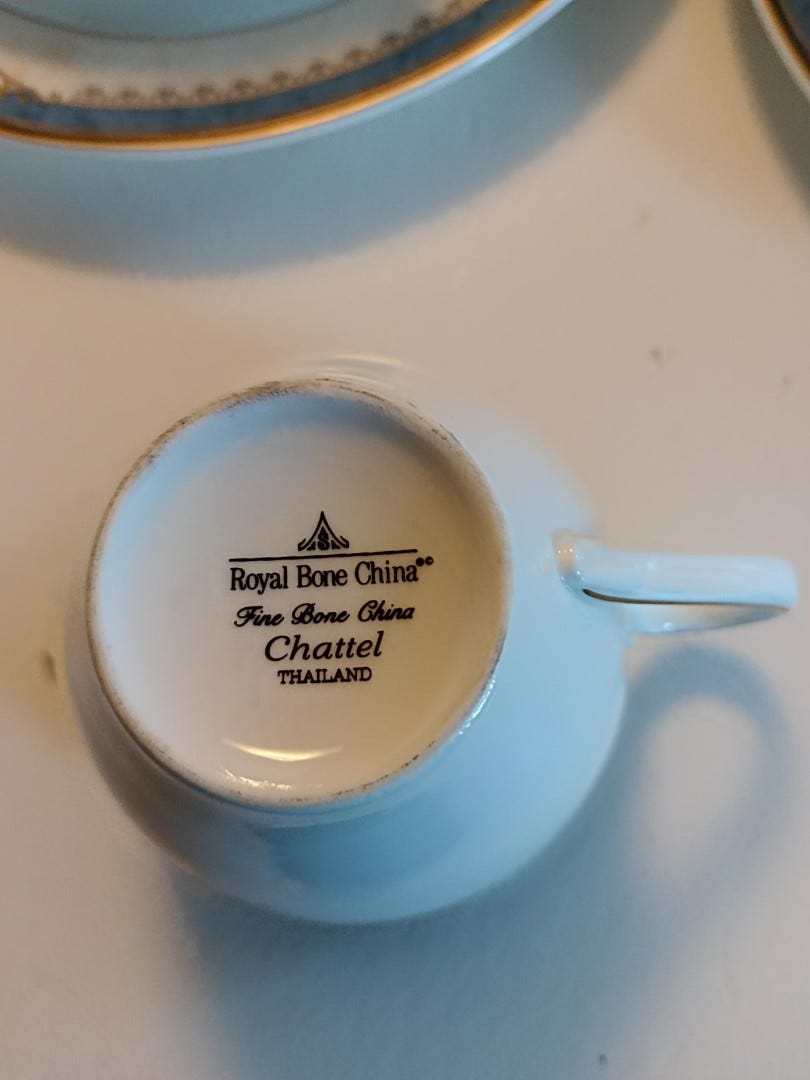 Royal Bone China
Fine Bone China
Chattel
THAILAND